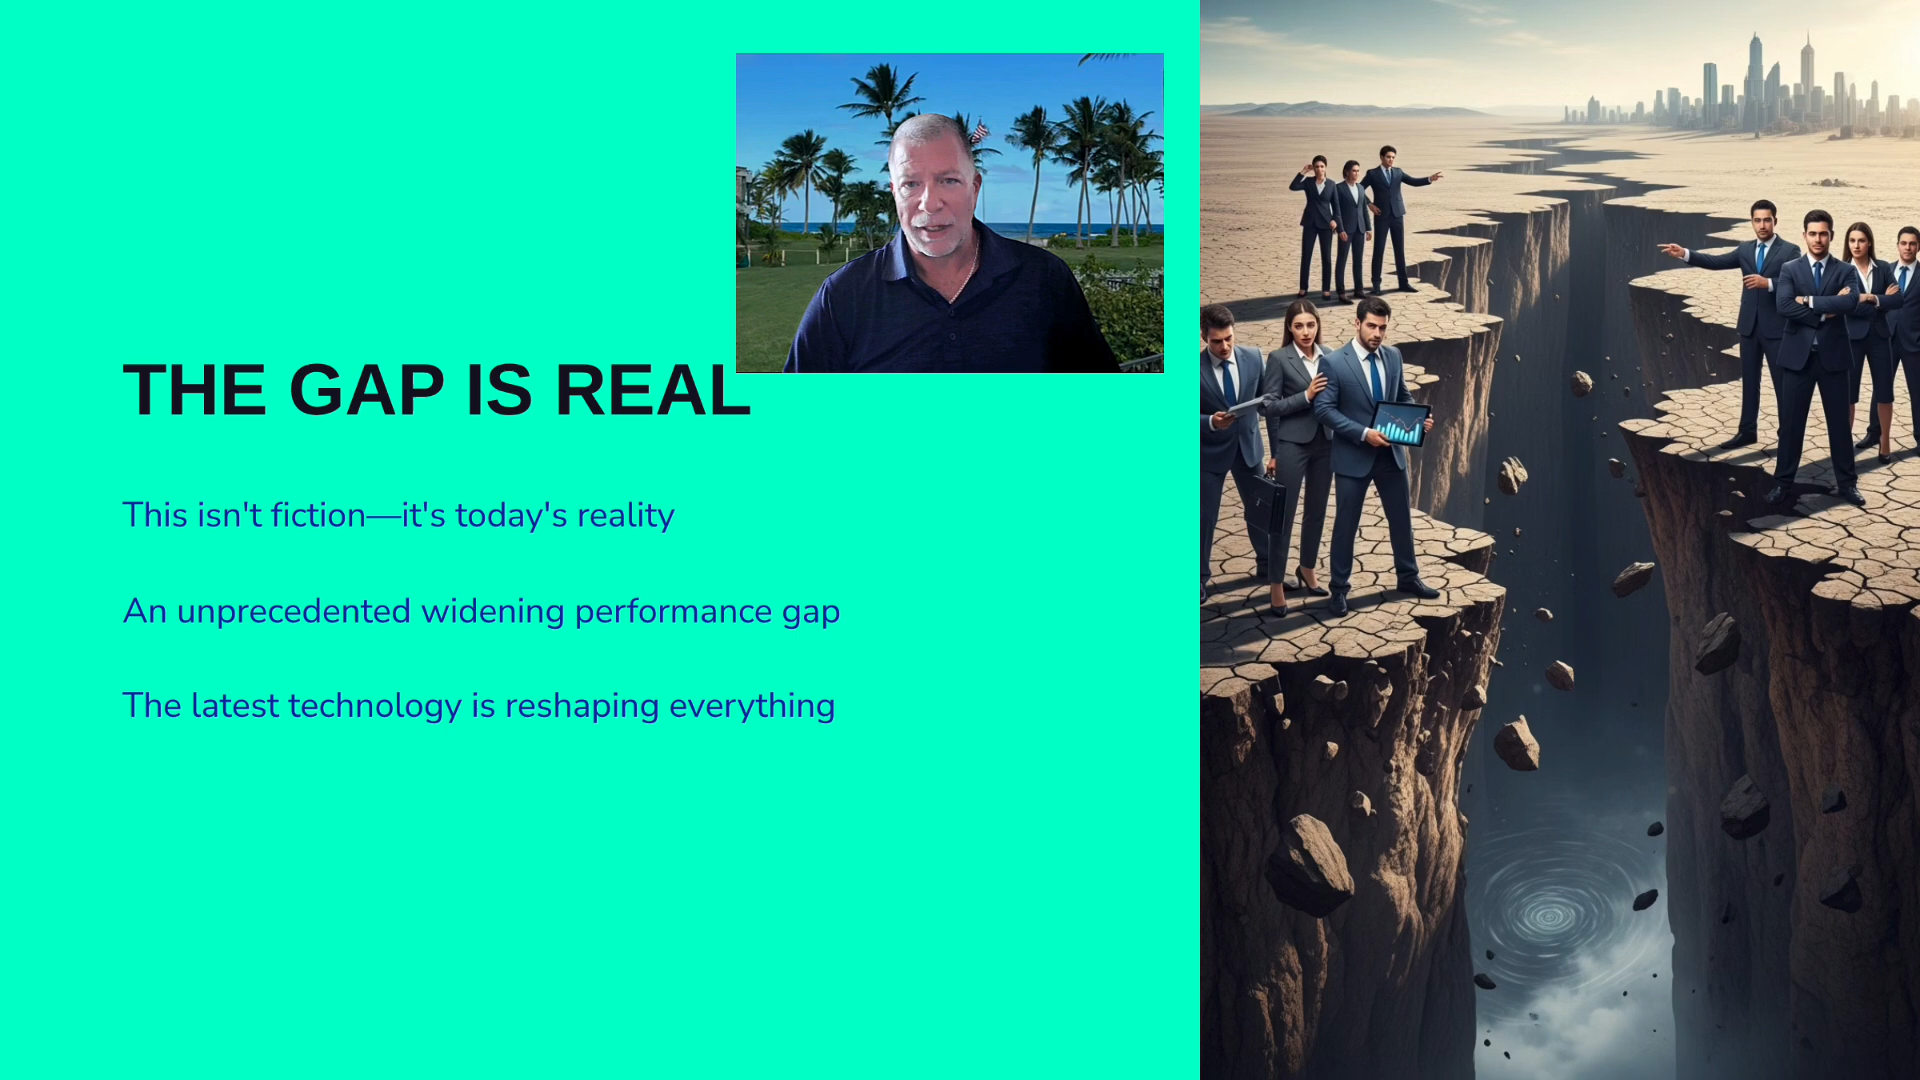 THE GAP IS REAL
This isn't fiction—it's today's reality
An unprecedented widening performance gap
The latest technology is reshaping everything